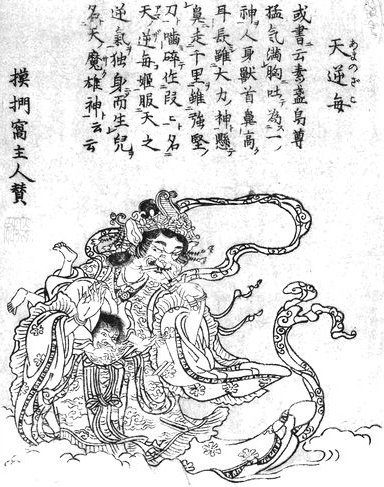 あまのざこ
天逆毎
或書云素盞烏尊
猛気満胸吐為一
神人身獣首鼻高
耳長雖大力神懸
鼻走千里雖強堅
刀噛碎作段々名
天逆毎姫服天之
逆氣独身而生兒
名天魔雄神云云
摸捫窩主人賛